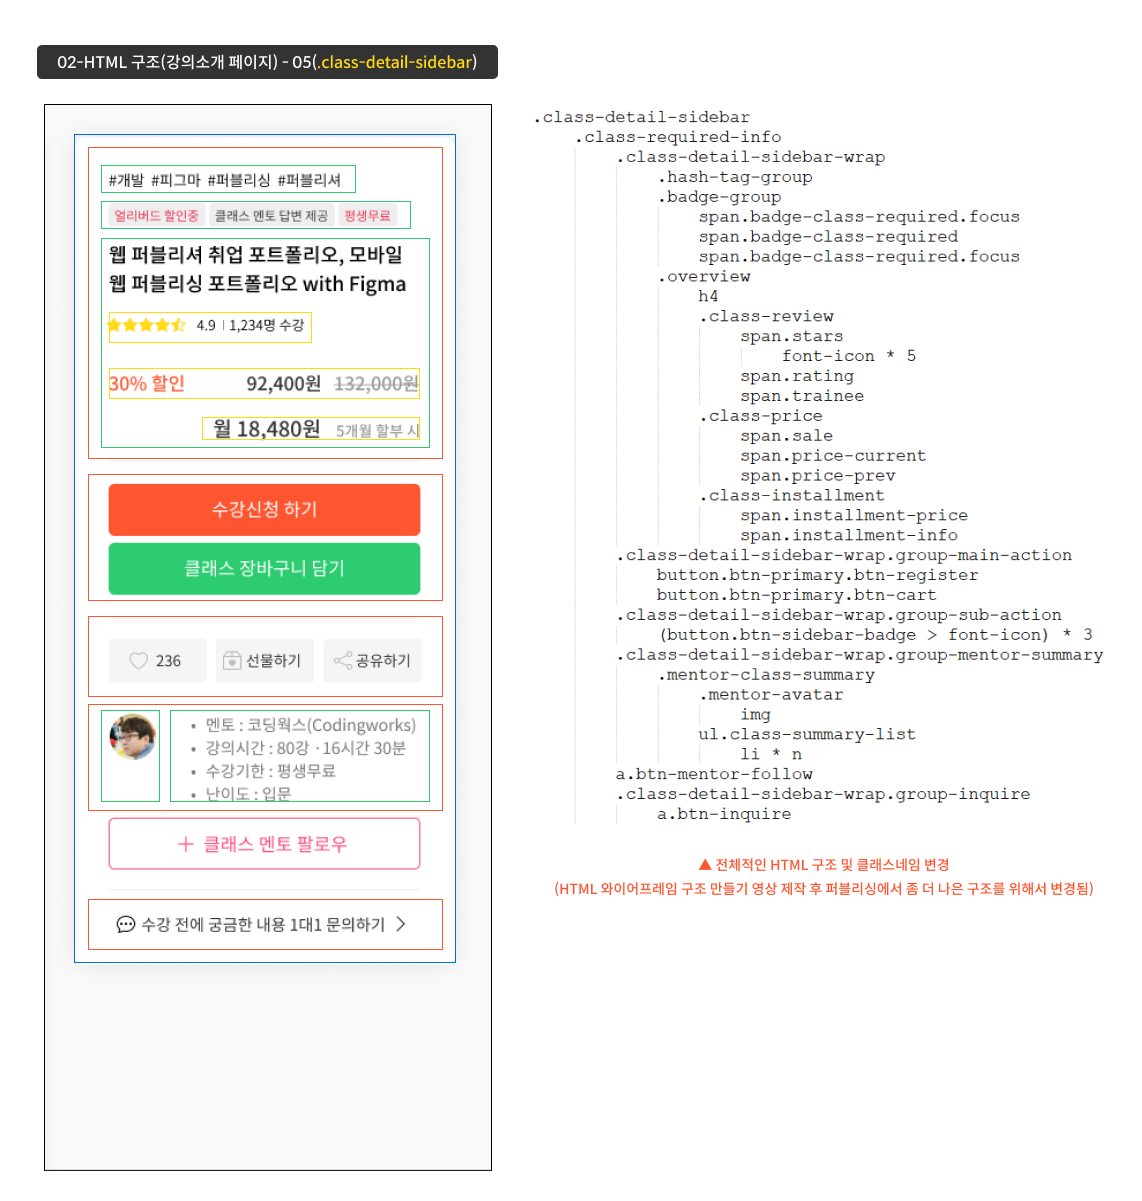 02-HTML 구조(강의소개 페이지) - 05(.class-detail-sidebar)
#개발 #피그마 #퍼블리싱 #퍼블리셔
얼리버드 할인중 클래스 멘토 답변 제공 평생무료
웹 퍼블리셔 취업 포트폴리오, 모바일
웹 퍼블리싱 포트폴리오 with Figma
4.9 | 1,234명 수강
30% 할인 92,400원 132,000원
월 18,480원 5개월 할부 시
수강신청 하기
클래스 장바구니 담기
236 선물하기 공유하기
• 멘토 : 코딩웍스(Codingworks)
• 강의시간 : 80강 · 16시간 30분
• 수강기한 : 평생무료
• 난이도 : 입문
+ 클래스 멘토 팔로우
수강 전에 궁금한 내용 1대1 문의하기 >
.class-detail-sidebar
.class-required-info
.class-detail-sidebar-wrap
.hash-tag-group
.badge-group
span.badge-class-required.focus
span.badge-class-required
span.badge-class-required.focus
.overview
h4
.class-review
span.stars
font-icon * 5
span.rating
span.trainee
.class-price
span.sale
span.price-current
span.price-prev
.class-installment
span.installment-price
span.installment-info
.class-detail-sidebar-wrap.group-main-action
button.btn-primary.btn-register
button.btn-primary.btn-cart
.class-detail-sidebar-wrap.group-sub-action
(button.btn-sidebar-badge > font-icon) * 3
.class-detail-sidebar-wrap.group-mentor-summary
.mentor-class-summary
.mentor-avatar
img
ul.class-summary-list
li * n
a.btn-mentor-follow
.class-detail-sidebar-wrap.group-inquire
a.btn-inquire
▲ 전체적인 HTML 구조 및 클래스네임 변경
(HTML 와이어프레임 구조 만들기 영상 제작 후 퍼블리싱에서 좀 더 나은 구조를 위해서 변경됨)